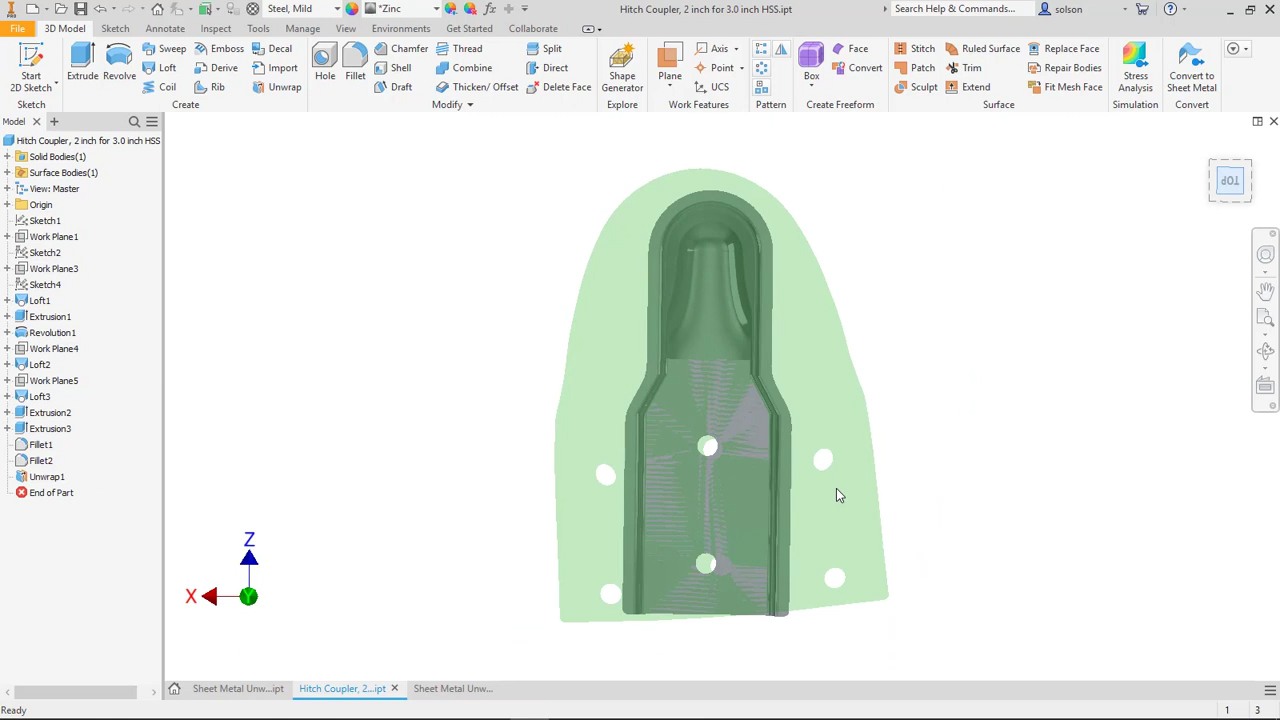 Steel, Mild
*Zinc
Hitch Coupler, 2 inch for 3.0 inch HSS.ipt
Search Help & Commands...
solson
File
3D Model
Sketch
Annotate
Inspect
Tools
Manage
View
Environments
Get Started
Collaborate
Start
2D Sketch
Sketch
Extrude
Revolve
Sweep
Loft
Coil
Emboss
Derive
Rib
Decal
Import
Unwrap
Create
Hole
Fillet
Chamfer
Shell
Draft
Thread
Combine
Thicken/ Offset
Split
Direct
Delete Face
Modify
Shape
Generator
Explore
Plane
Axis
Point
UCS
Work Features
Pattern
Box
Face
Convert
Create Freeform
Stitch
Patch
Sculpt
Ruled Surface
Trim
Extend
Replace Face
Repair Bodies
Fit Mesh Face
Surface
Stress
Analysis
Simulation
Convert to
Sheet Metal
Convert
Model
Hitch Coupler, 2 inch for 3.0 inch HSS
Solid Bodies(1)
Surface Bodies(1)
View: Master
Origin
Sketch1
Work Plane1
Sketch2
Work Plane3
Sketch4
Loft1
Extrusion1
Revolution1
Work Plane4
Loft2
Work Plane5
Loft3
Extrusion2
Extrusion3
Fillet1
Fillet2
Unwrap1
End of Part
TOP
Z
X
Y
Sheet Metal Unw...ipt
Hitch Coupler, 2...ipt
Sheet Metal Unw...
Ready
1
3